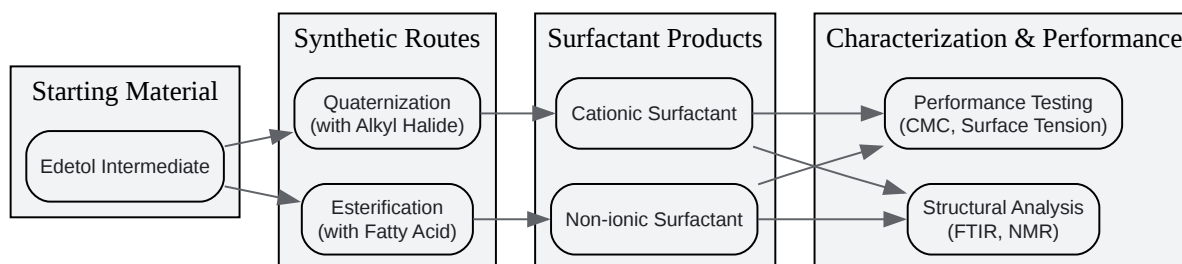 Starting Material
Edetol Intermediate
Synthetic Routes
Quaternization
(with Alkyl Halide)
Esterification
(with Fatty Acid)
Surfactant Products
Cationic Surfactant
Non-ionic Surfactant
Characterization & Performance
Performance Testing
(CMC, Surface Tension)
Structural Analysis
(FTIR, NMR)